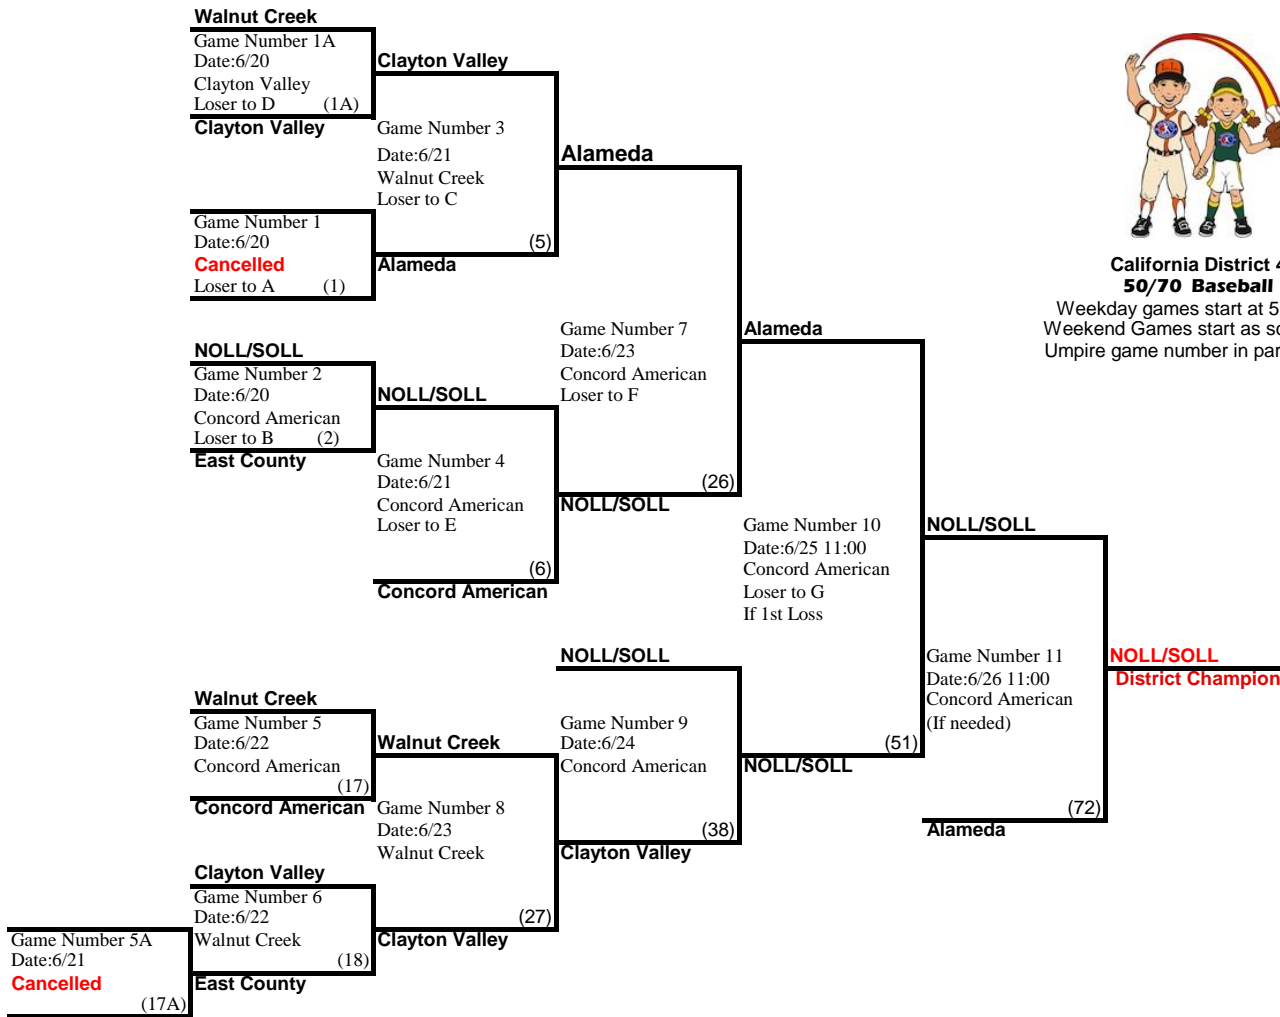 Walnut Creek
Game Number 1A
Date:6/20
Clayton Valley
Loser to D (1A)
Clayton Valley
Clayton Valley
Game Number 3
Date:6/21
Walnut Creek
Loser to C
(5)
Alameda
Game Number 1
Date:6/20
Cancelled
Loser to A (1)
Alameda
NOLL/SOLL
Game Number 2
Date:6/20
Concord American
Loser to B (2)
East County
NOLL/SOLL
Game Number 4
Date:6/21
Concord American
Loser to E
(6)
Concord American
Game Number 7
Date:6/23
Concord American
Loser to F
(26)
NOLL/SOLL
Alameda
Game Number 10
Date:6/25 11:00
Concord American
Loser to G
If 1st Loss
(51)
NOLL/SOLL
California District 4
50/70 Baseball
Weekday games start at 5
Weekend Games start as
Umpire game number in
NOLL/SOLL
Game Number 9
Date:6/24
Concord American
(38)
Clayton Valley
Walnut Creek
Game Number 5
Date:6/22
Concord American
(17)
Concord American
Walnut Creek
Game Number 8
Date:6/23
Walnut Creek
(27)
Clayton Valley
Clayton Valley
Game Number 6
Date:6/22
Walnut Creek
(18)
East County
Game Number 5A
Date:6/21
Cancelled
(17A)
NOLL/SOLL
Game Number 11
Date:6/26 11:00
Concord American
(If needed)
(72)
Alameda
NOLL/SOLL
District Champion